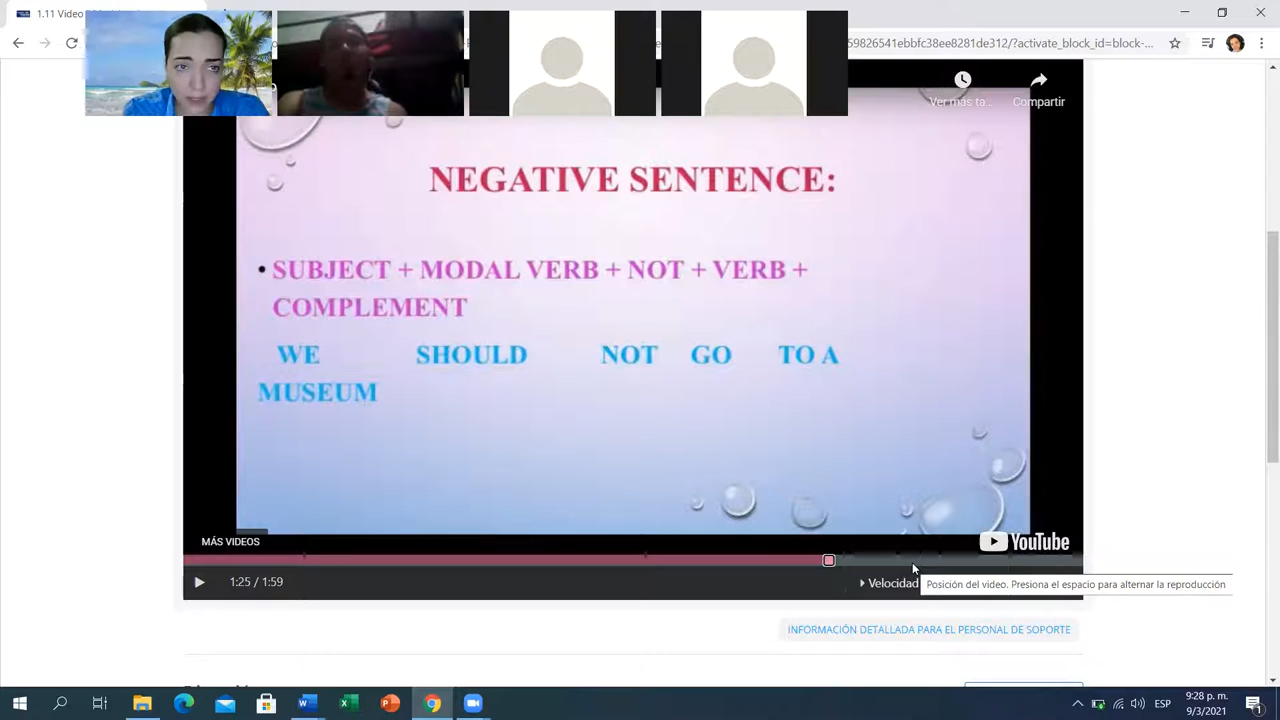 1.11 Video
59826541ebbfc38ee8281de312/?activate_block_id=block-...
Ver más ta...
Compartir
NEGATIVE SENTENCE:
• SUBJECT + MODAL VERB + NOT + VERB +
COMPLEMENT
WE SHOULD NOT GO TO A
MUSEUM
MÁS VIDEOS
YouTube
1:25 / 1:59
Velocidad
Posición del video. Presiona el espacio para alternar la reproducción
INFORMACIÓN DETALLADA PARA EL PERSONAL DE SOPORTE
ESP
9:28 p. m.
9/3/2021
1